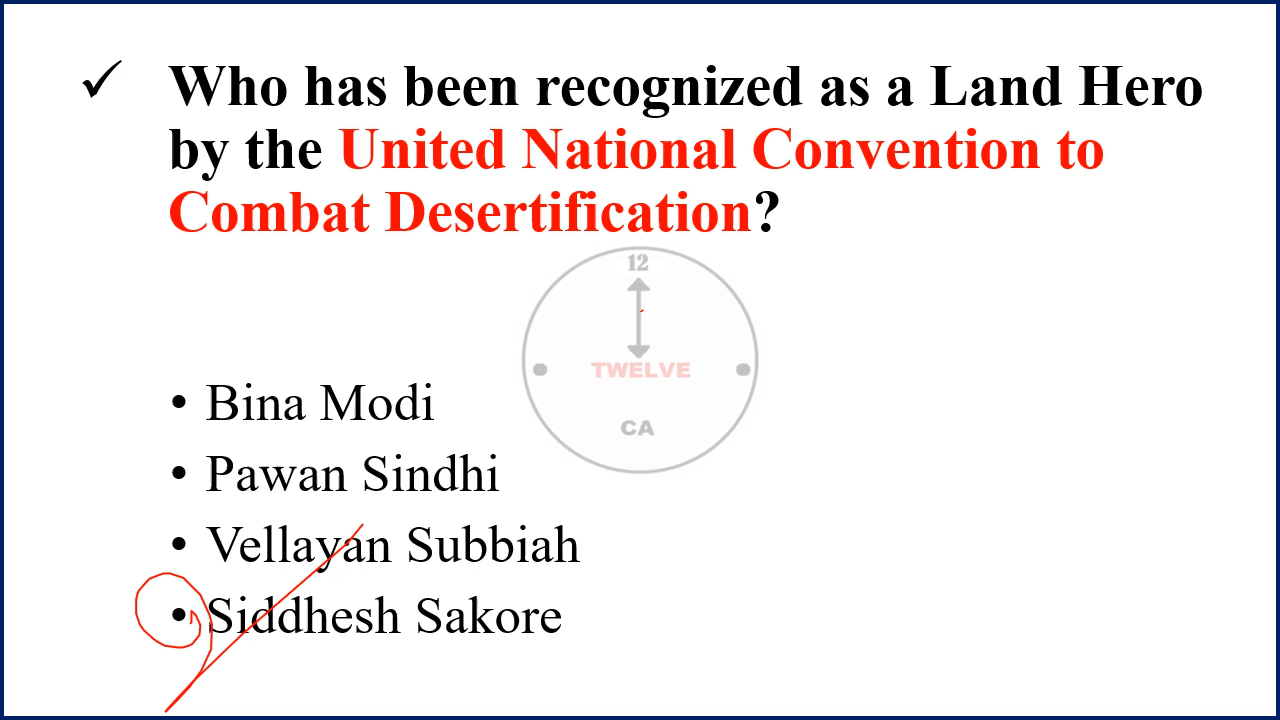 ✓ Who has been recognized as a Land Hero
by the United National Convention to
Combat Desertification?
12
TWELVE
CA
• Bina Modi
• Pawan Sindhi
• Vellayan Subbiah
• Siddhesh Sakore